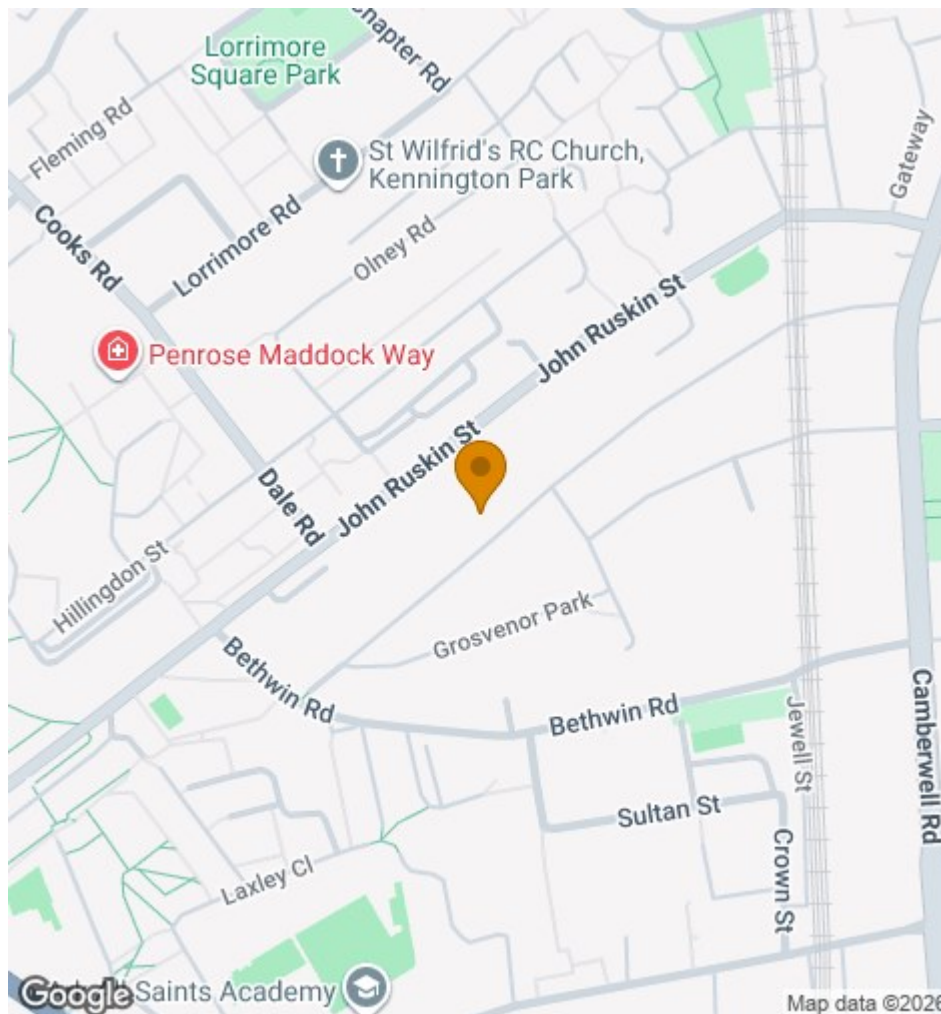 Lorrimore
Square Park
Chapter Rd
Fleming Rd
St Wilfrid's RC Church,
Kennington Park
Gateway
Cooks Rd
Lorrimore Rd
Olney Rd
John Ruskin St
Penrose Maddock Way
John Ruskin St
Dale Rd
Hillingdon St
Grosvenor Park
Bethwin Rd
Bethwin Rd
Jewell St
Camberwell Rd
Sultan St
Crown St
Laxley Cl
Google
Saints Academy
Map data ©2026